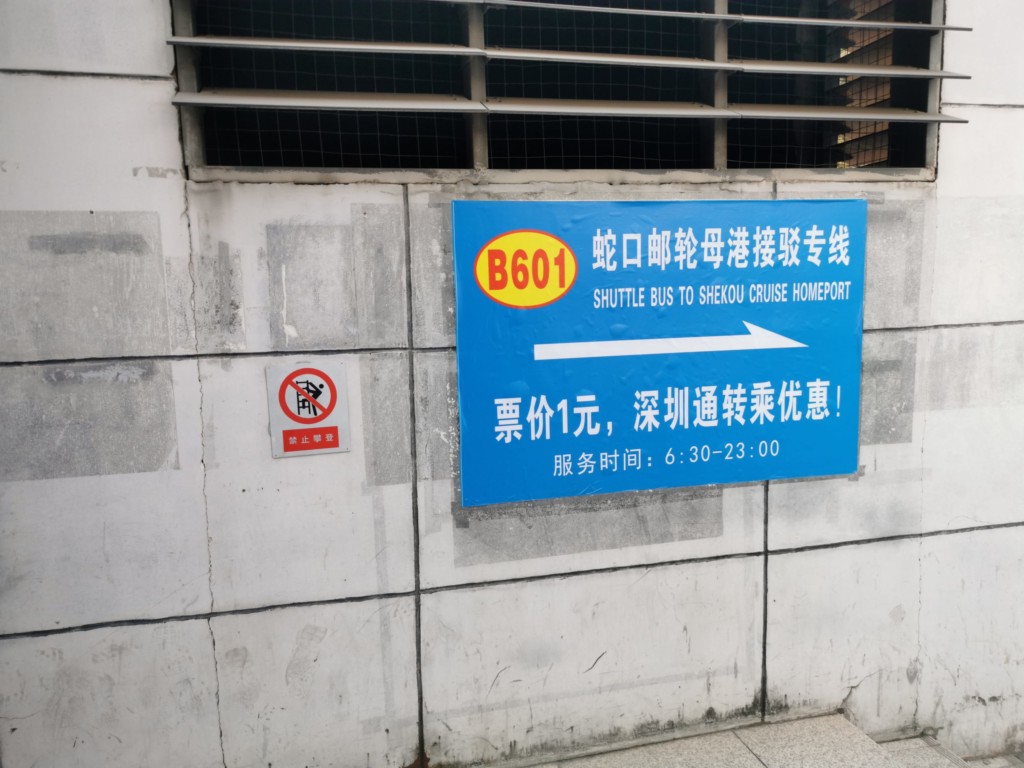 B601
蛇口邮轮母港接驳专线
SHUTTLE BUS TO SHEKOU CRUISE HOMEPORT
票价1元，深圳通转乘优惠！
服务时间：6:30-23:00
禁止攀登